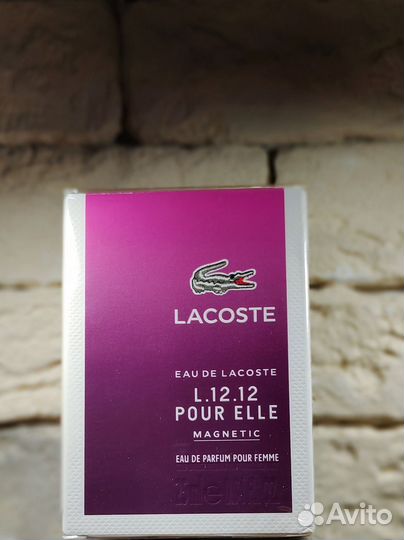 LACOSTE
EAU DE LACOSTE
L.12.12
POUR ELLE
MAGNETIC
EAU DE PARFUM POUR FEMME
Avito